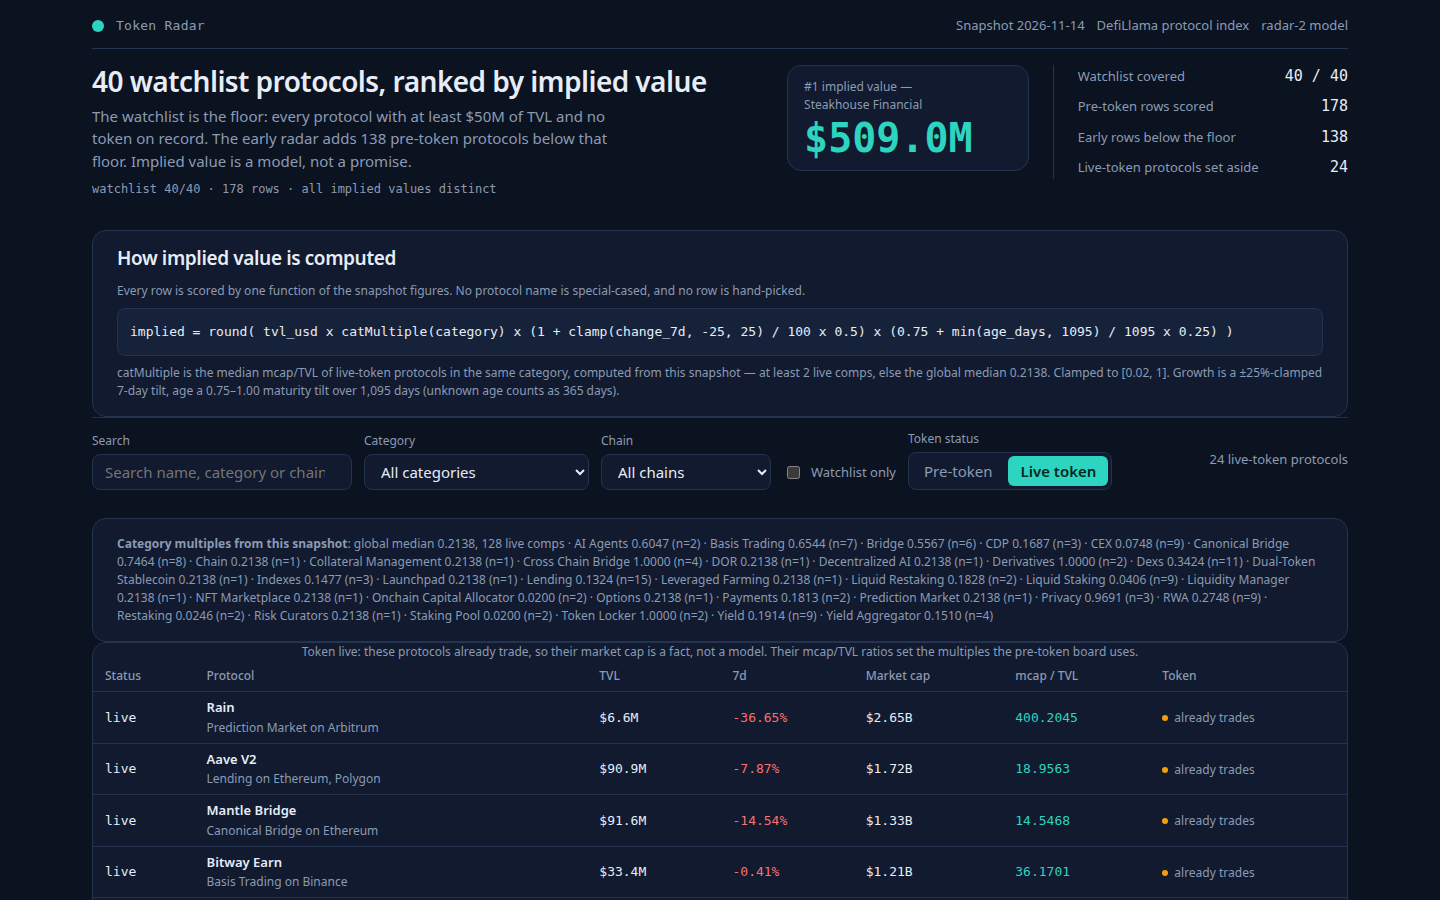 Token Radar
Snapshot 2026-11-14 DefiLlama protocol index radar-2 model
40 watchlist protocols, ranked by implied value
The watchlist is the floor: every protocol with at least $50M of TVL and no
token on record. The early radar adds 138 pre-token protocols below that
floor. Implied value is a model, not a promise.
watchlist 40/40 · 178 rows · all implied values distinct
#1 implied value —
Steakhouse Financial
$509.0M
Watchlist covered 40 / 40
Pre-token rows scored 178
Early rows below the floor 138
Live-token protocols set aside 24
How implied value is computed
Every row is scored by one function of the snapshot figures. No protocol name is special-cased, and no row is hand-picked.
implied = round( tvl_usd x catMultiple(category) x (1 + clamp(change_7d, -25, 25) / 100 x 0.5) x (0.75 + min(age_days, 1095) / 1095 x 0.25) )
catMultiple is the median mcap/TVL of live-token protocols in the same category, computed from this snapshot — at least 2 live comps, else the global median 0.2138. Clamped to [0.02, 1]. Growth is a ±25%-clamped
7-day tilt, age a 0.75–1.00 maturity tilt over 1,095 days (unknown age counts as 365 days).
Search
Category
Chain
Token status
Search name, category or chain
All categories
All chains
Watchlist only
Pre-token
Live token
24 live-token protocols
Category multiples from this snapshot: global median 0.2138, 128 live comps · AI Agents 0.6047 (n=2) · Basis Trading 0.6544 (n=7) · Bridge 0.5567 (n=6) · CDP 0.1687 (n=3) · CEX 0.0748 (n=9) · Canonical Bridge
0.7464 (n=8) · Chain 0.2138 (n=1) · Collateral Management 0.2138 (n=1) · Cross Chain Bridge 1.0000 (n=4) · DOR 0.2138 (n=1) · Decentralized AI 0.2138 (n=1) · Derivatives 1.0000 (n=2) · Dexs 0.3424 (n=11) · Dual-Token
Stablecoin 0.2138 (n=1) · Indexes 0.1477 (n=3) · Launchpad 0.2138 (n=1) · Lending 0.1324 (n=15) · Leveraged Farming 0.2138 (n=1) · Liquid Restaking 0.1828 (n=2) · Liquid Staking 0.0406 (n=9) · Liquidity Manager
0.2138 (n=1) · NFT Marketplace 0.2138 (n=1) · Onchain Capital Allocator 0.0200 (n=2) · Options 0.2138 (n=1) · Payments 0.1813 (n=2) · Prediction Market 0.2138 (n=1) · Privacy 0.9691 (n=3) · RWA 0.2748 (n=9) ·
Restaking 0.0246 (n=2) · Risk Curators 0.2138 (n=1) · Staking Pool 0.0200 (n=2) · Token Locker 1.0000 (n=2) · Yield 0.1914 (n=9) · Yield Aggregator 0.1510 (n=4)
Token live: these protocols already trade, so their market cap is a fact, not a model. Their mcap/TVL ratios set the multiples the pre-token board uses.
Status Protocol TVL 7d Market cap mcap / TVL Token
live Rain $6.6M -36.65% $2.65B 400.2045 already trades
Prediction Market on Arbitrum
live Aave V2 $90.9M -7.87% $1.72B 18.9563 already trades
Lending on Ethereum, Polygon
live Mantle Bridge $91.6M -14.54% $1.33B 14.5468 already trades
Canonical Bridge on Ethereum
live Bitway Earn $33.4M -0.41% $1.21B 36.1701 already trades
Basis Trading on Binance